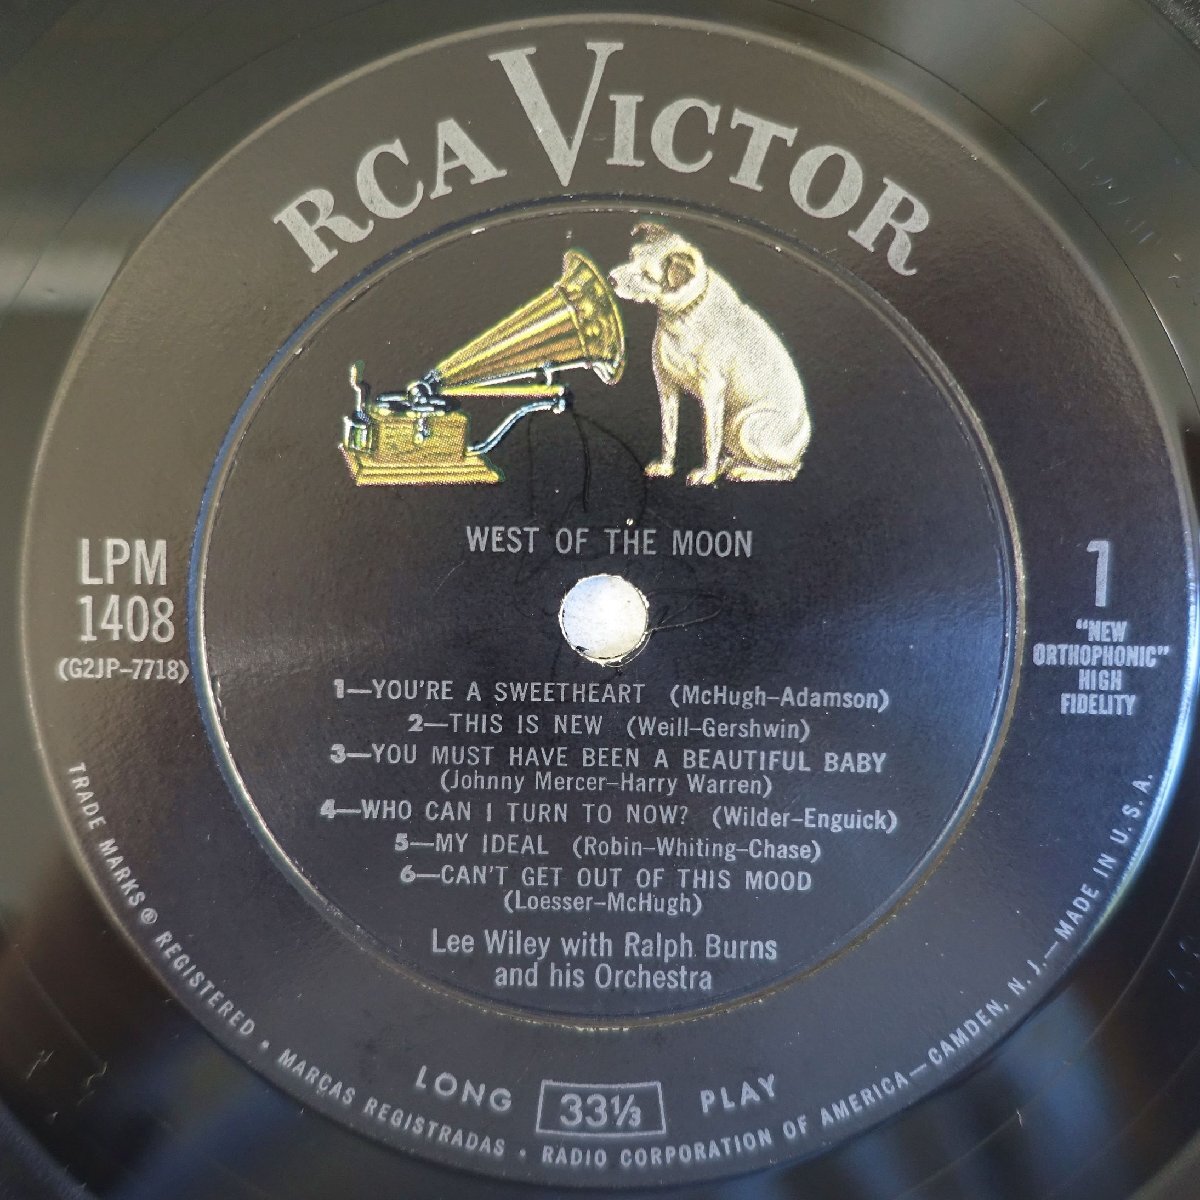 RCA VICTOR
WEST OF THE MOON
LPM
1408
(G2JP-7718)
1
"NEW
ORTHOPHONIC"
HIGH
FIDELITY
1—YOU'RE A SWEETHEART (McHugh-Adamson)
2—THIS IS NEW (Weill-Gershwin)
3—YOU MUST HAVE BEEN A BEAUTIFUL BABY
(Johnny Mercer-Harry Warren)
4—WHO CAN I TURN TO NOW? (Wilder-Enguick)
5—MY IDEAL (Robin-Whiting-Chase)
6—CAN'T GET OUT OF THIS MOOD
(Loesser-McHugh)
Lee Wiley with Ralph Burns
and his Orchestra
LONG 33⅓ PLAY
TRADE MARKS ® REGISTERED • MARCAS REGISTRADAS • RADIO CORPORATION OF AMERICA—CAMDEN, N. J.—MADE IN U. S. A.